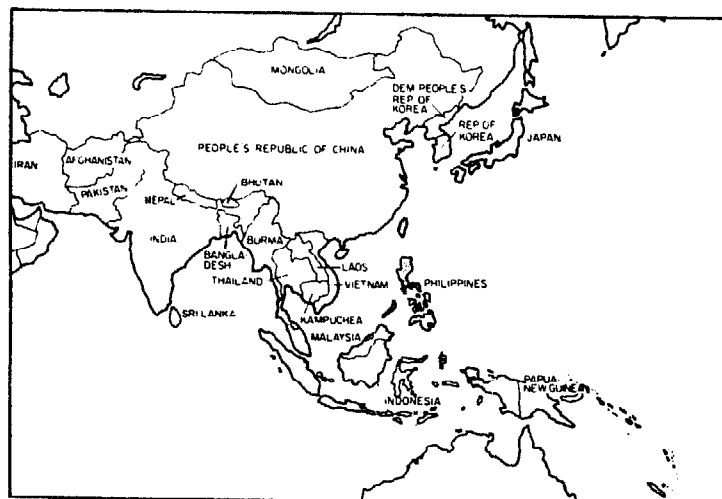 MONGOLIA
DEM PEOPLE'S
REP OF
KOREA
REP OF
KOREA
JAPAN
PEOPLE'S REPUBLIC OF CHINA
IRAN
AFGHANISTAN
PAKISTAN
NEPAL
BHUTAN
INDIA
BANGLA
DESH
BURMA
THAILAND
LAOS
VIETNAM
KAMPUCHEA
PHILIPPINES
SRI LANKA
MALAYSIA
INDONESIA
PAPUA
NEW GUINEA